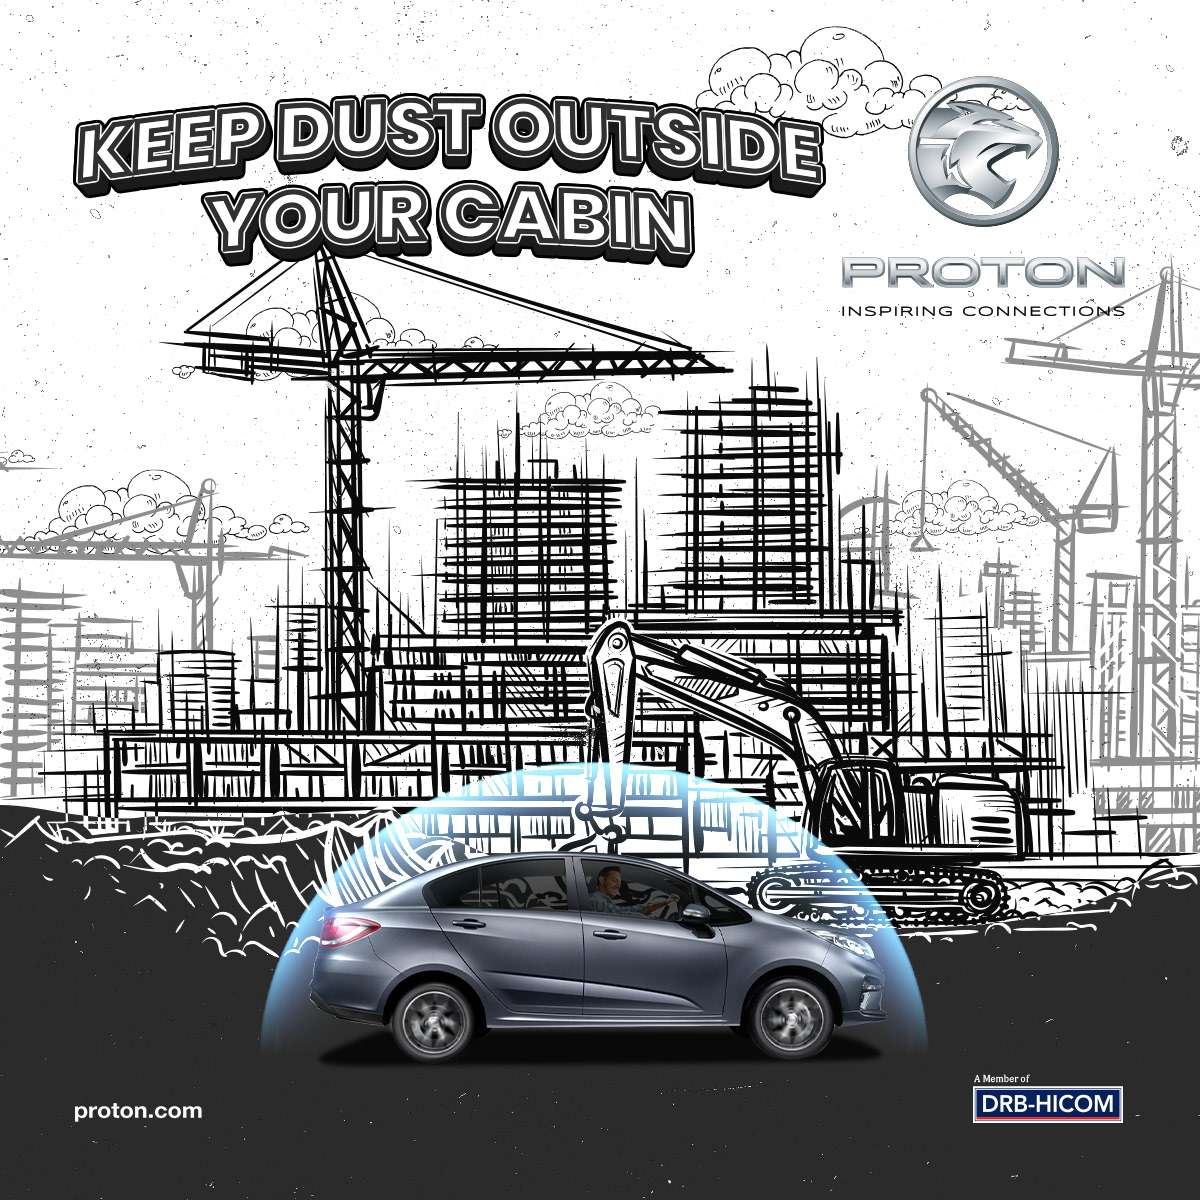 KEEP DUST OUTSIDE
YOUR CABIN
PROTON
INSPIRING CONNECTIONS
proton.com
A Member of
DRB-HICOM